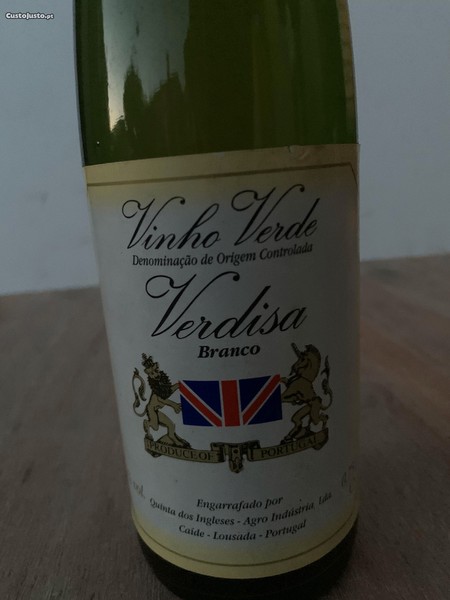 CustoJusto.pt
Vinho Verde
Denominação de Origem Controlada
Verdisa
Branco
PRODUCE OF PORTUGAL
Engarrafado por
Quinta dos Ingleses - Agro Indústria, Lda
Caíde - Lousada - Portugal